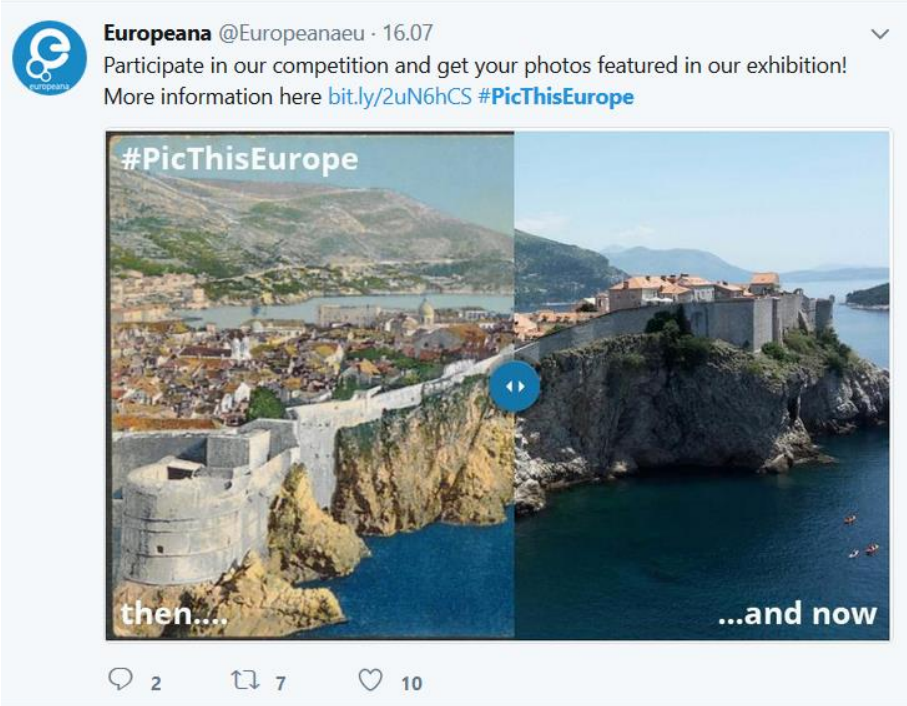 Europeana @Europeanaeu · 16.07
Participate in our competition and get your photos featured in our exhibition!
More information here bit.ly/2uN6hCS #PicThisEurope
europeana
#PicThisEurope
then....
...and now
2 7 10